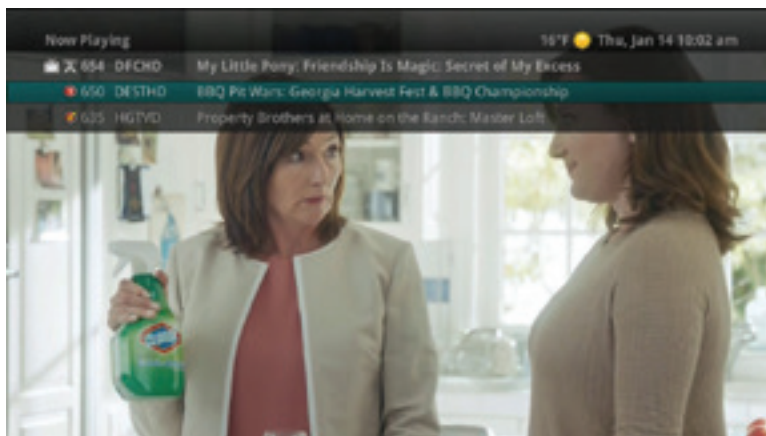 Now Playing 16°F Thu, Jan 14 10:02 am
654 DFCHD My Little Pony: Friendship Is Magic: Secret of My Excess
650 DESTHD BBQ Pit Wars: Georgia Harvest Fest & BBQ Championship
635 HGTVD Property Brothers at Home on the Ranch: Master Loft